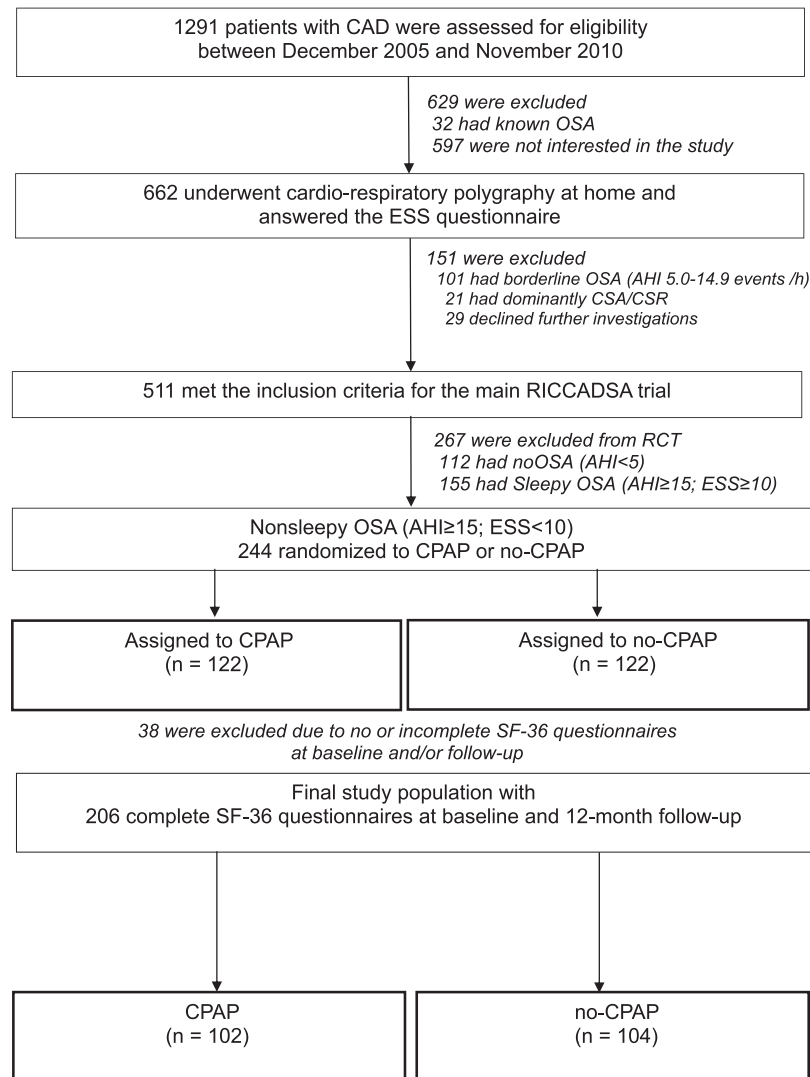 1291 patients with CAD were assessed for eligibility
between December 2005 and November 2010
629 were excluded
32 had known OSA
597 were not interested in the study
662 underwent cardio-respiratory polygraphy at home and
answered the ESS questionnaire
151 were excluded
101 had borderline OSA (AHI 5.0-14.9 events /h)
21 had dominantly CSA/CSR
29 declined further investigations
511 met the inclusion criteria for the main RICCADSA trial
267 were excluded from RCT
112 had noOSA (AHI<5)
155 had Sleepy OSA (AHI≥15; ESS≥10)
Nonsleepy OSA (AHI≥15; ESS<10)
244 randomized to CPAP or no-CPAP
Assigned to CPAP
(n = 122)
Assigned to no-CPAP
(n = 122)
38 were excluded due to no or incomplete SF-36 questionnaires
at baseline and/or follow-up
Final study population with
206 complete SF-36 questionnaires at baseline and 12-month follow-up
CPAP
(n = 102)
no-CPAP
(n = 104)